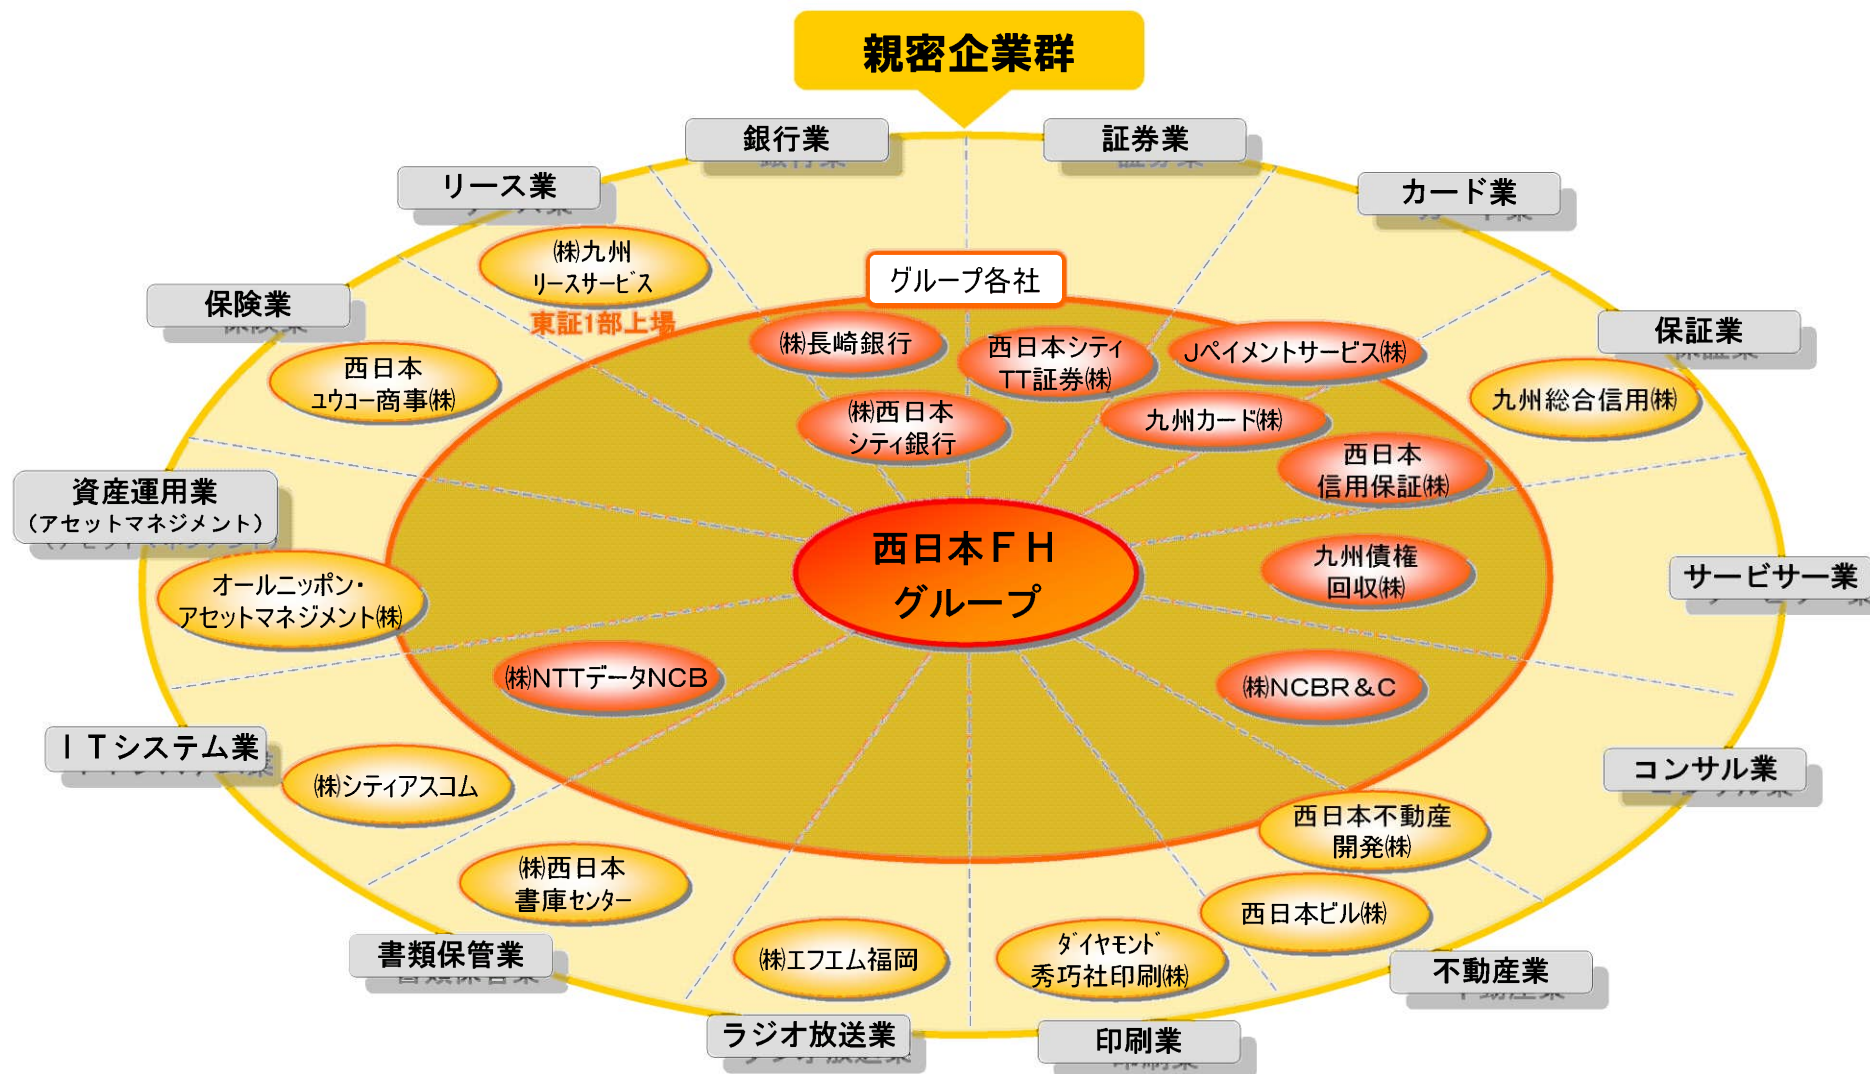 親密企業群
銀行業
証券業
リース業
カード業
㈱九州
リースサービス
東証1部上場
グループ各社
保険業
保証業
㈱長崎銀行
西日本シティ
TT証券㈱
Jペイメントサービス㈱
西日本
ユウコー商事㈱
九州総合信用㈱
㈱西日本
シティ銀行
九州カード㈱
西日本
信用保証㈱
資産運用業
（アセットマネジメント）
西日本ＦＨ
グループ
九州債権
回収㈱
サービサー業
オールニッポン・
アセットマネジメント㈱
㈱NTTデータNCB
㈱NCBR＆C
ＩＴシステム業
㈱シティアスコム
コンサル業
西日本不動産
開発㈱
㈱西日本
書庫センター
西日本ビル㈱
書類保管業
㈱エフエム福岡
ダイヤモンド
秀巧社印刷㈱
不動産業
ラジオ放送業
印刷業